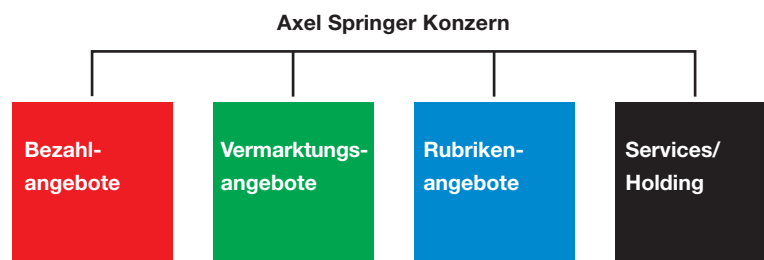 Axel Springer Konzern
Bezahl-
angebote
Vermarktungs-
angebote
Rubriken-
angebote
Services/
Holding